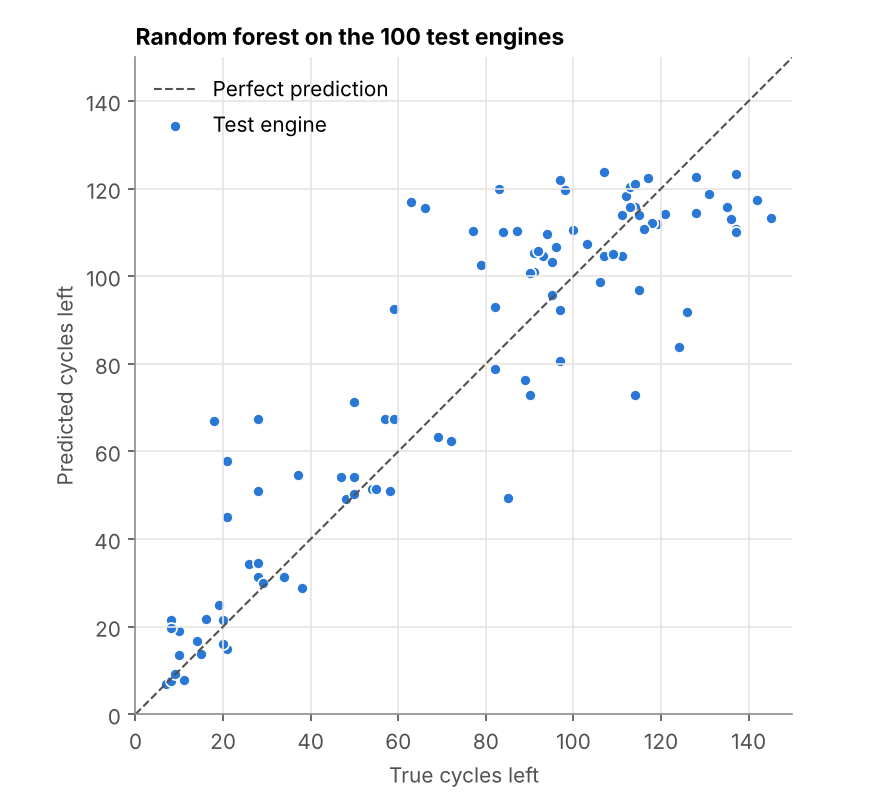 Random forest on the 100 test engines
Perfect prediction
Test engine
Predicted cycles left
140
120
100
80
60
40
20
0
0 20 40 60 80 100 120 140
True cycles left